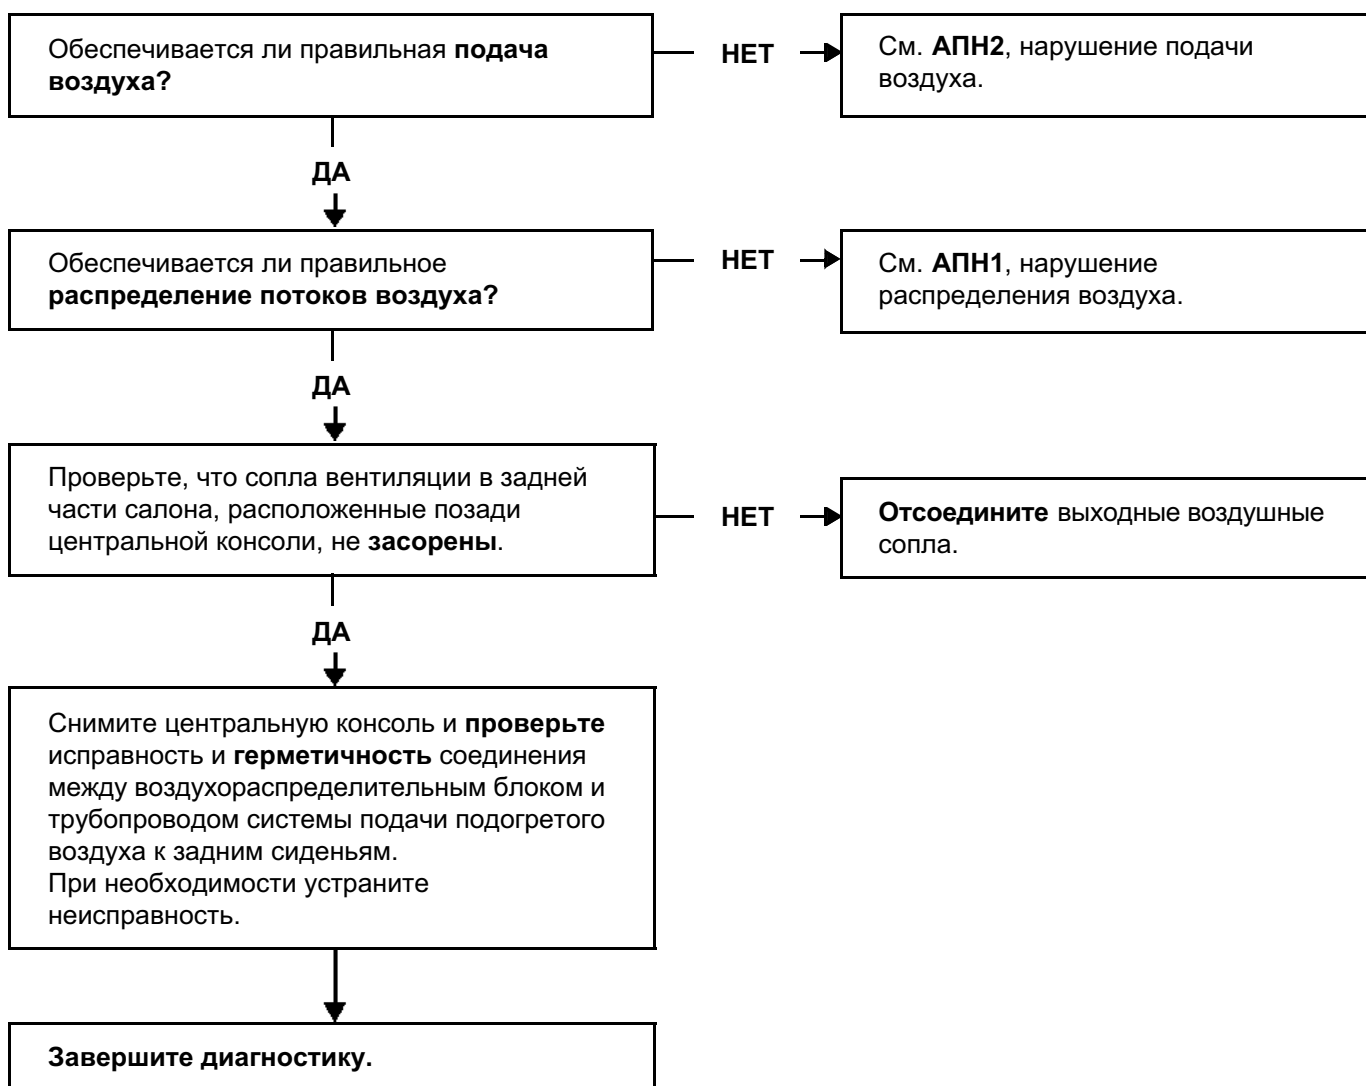 Обеспечивается ли правильная подача
воздуха?
НЕТ
См. АПН2, нарушение подачи
воздуха.
ДА
Обеспечивается ли правильное
распределение потоков воздуха?
НЕТ
См. АПН1, нарушение
распределения воздуха.
ДА
Проверьте, что сопла вентиляции в задней
части салона, расположенные позади
центральной консоли, не засорены.
НЕТ
Отсоедините выходные воздушные
сопла.
ДА
Снимите центральную консоль и проверьте
исправность и герметичность соединения
между воздухораспределительным блоком и
трубопроводом системы подачи подогретого
воздуха к задним сиденьям.
При необходимости устраните
неисправность.
Завершите диагностику.